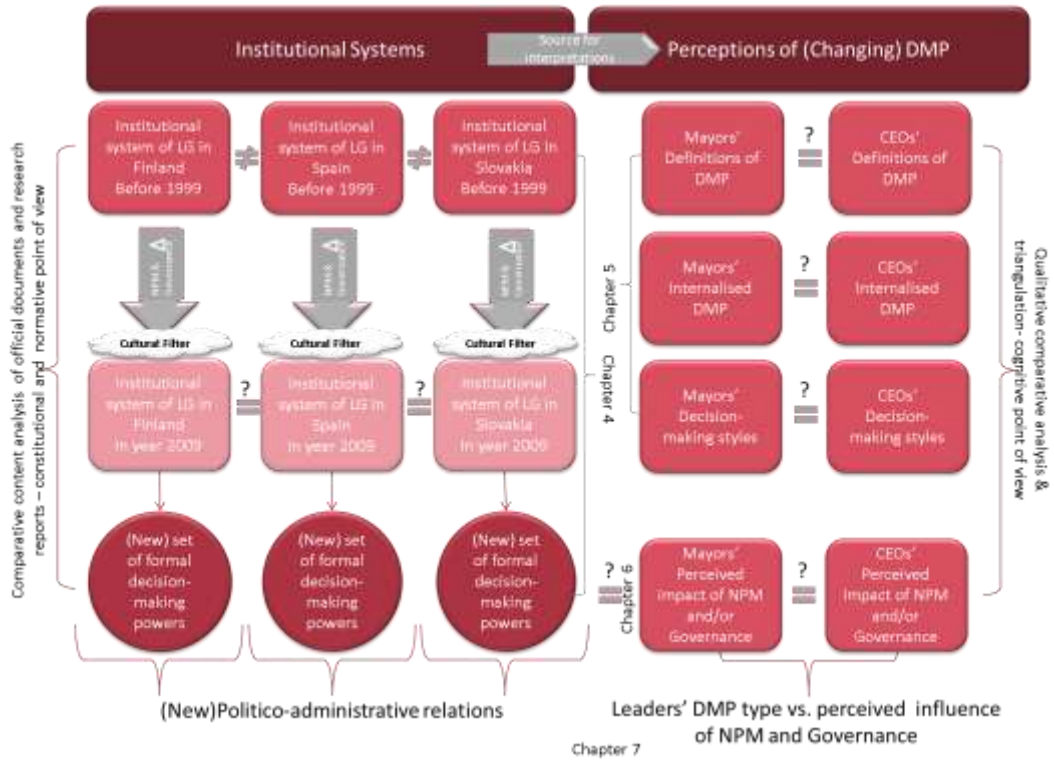 Institutional Systems
Source for
interpretations
Perceptions of (Changing) DMP
Institutional
system of LG in
Finland
Before 1999
Institutional
system of LG in
Spain
Before 1999
Institutional
system of LG in
Slovakia
Before 1999
Cultural Filter
Cultural Filter
Cultural Filter
Institutional
system of LG in
Finland
In year 2009
?
Institutional
system of LG in
Spain
In year 2009
?
Institutional
system of LG in
Slovakia
In year 2009
(New) set
of formal
decision-
making
powers
(New) set
of formal
decision-
making
powers
(New) set
of formal
decision-
making
powers
(New)Politico-administrative relations
Comparative content analysis of official documents and research
reports – constitutional and normative point of view
Chapter 5
Chapter 4
Chapter 6
Mayors'
Definitions of
DMP
?
CEOs'
Definitions of
DMP
Mayors'
Internalised
DMP
?
CEOs'
Internalised
DMP
Mayors'
Decision-
making styles
?
CEOs'
Decision-
making styles
?
Mayors'
Perceived
impact of NPM
and/or
Governance
?
CEOs'
Perceived
Impact of NPM
and/or
Governance
Qualitative comparative analysis &
triangulation- cognitive point of view
Leaders' DMP type vs. perceived influence
of NPM and Governance
Chapter 7